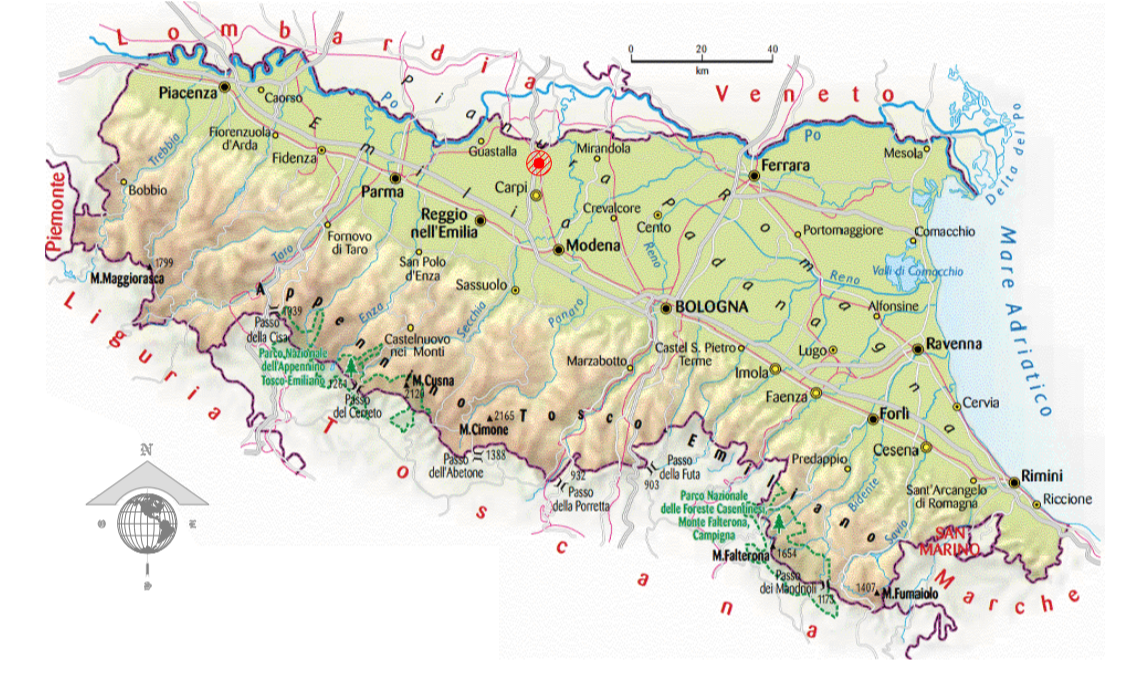 Lombardia
0 20 40
km
Veneto
Piacenza
Caorso
Po
Pianura Padana
Po
Trebbia
Fiorenzuola
d'Arda
Emilia
Fidenza
Guastalla
Mirandola
Mesola
Delta del Po
Ferrara
Piemonte
Bobbio
Parma
Carpi
Crevalcore
Cento
Romagna
Reggio
nell'Emilia
Modena
Portomaggiore
Comacchio
Fornovo
di Taro
Taro
San Polo
d'Enza
Reno
Reno
Valli di Comacchio
Mare Adriatico
1799
M.Maggiorasca
Sassuolo
Enza
Secchia
Panaro
BOLOGNA
Alfonsine
Liguria
Appennino Tosco Emiliano
Passo
della Cisa
Castelnuovo
nei Monti
Marzabotto
Castel S. Pietro
Terme
Lugo
Ravenna
Parco Nazionale
dell'Appennino
Tosco-Emiliano
Imola
M.Cusna
Passo
del Cerreto
Faenza
Cervia
2165
M.Cimone
Forlì
Toscana
Passo
dell'Abetone
1388
932
Passo
della Porretta
903
Passo
della Futa
Predappio
Cesena
N
Parco Nazionale
delle Foreste Casentinesi,
Monte Falterona,
Campigna
Bidente
Savio
Sant'Arcangelo
di Romagna
Rimini
Riccione
O
E
S
SAN
MARINO
M.Falterona
1654
Passo
dei Mandrioli
1173
1407
M.Fumaiolo
Marche